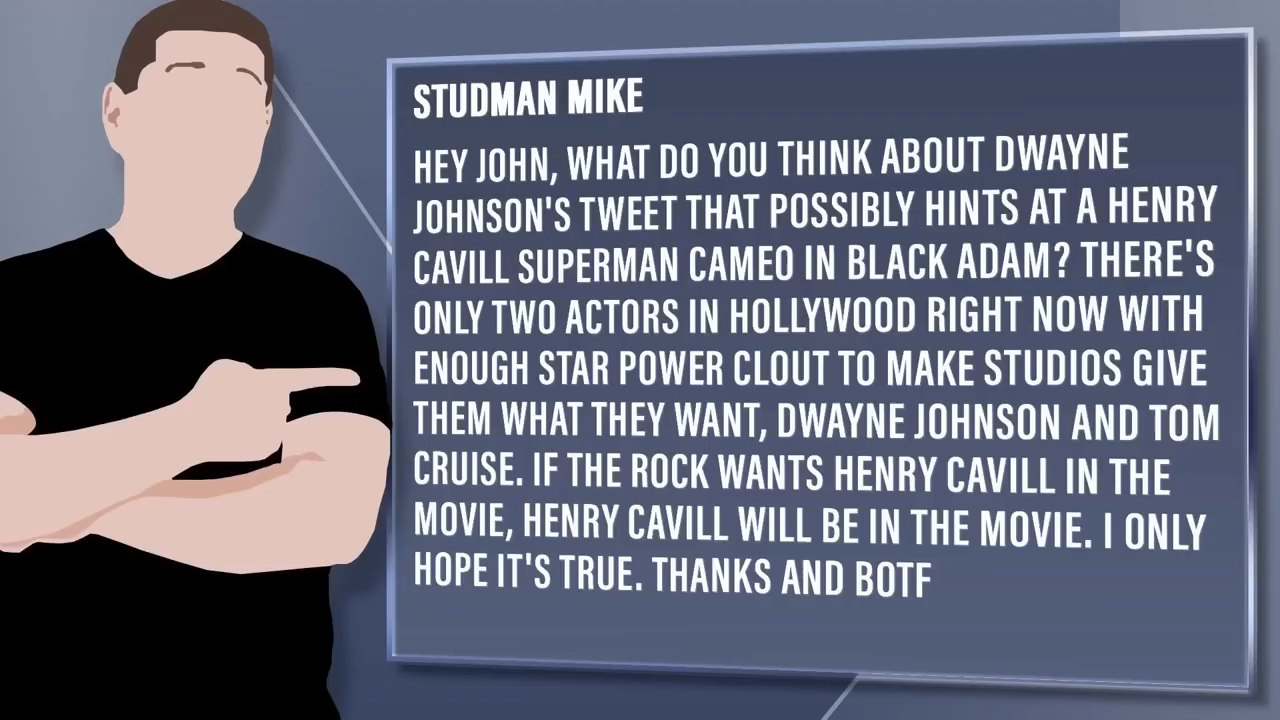 STUDMAN MIKE
HEY JOHN, WHAT DO YOU THINK ABOUT DWAYNE
JOHNSON'S TWEET THAT POSSIBLY HINTS AT A HENRY
CAVILL SUPERMAN CAMEO IN BLACK ADAM? THERE'S
ONLY TWO ACTORS IN HOLLYWOOD RIGHT NOW WITH
ENOUGH STAR POWER CLOUT TO MAKE STUDIOS GIVE
THEM WHAT THEY WANT, DWAYNE JOHNSON AND TOM
CRUISE. IF THE ROCK WANTS HENRY CAVILL IN THE
MOVIE, HENRY CAVILL WILL BE IN THE MOVIE. I ONLY
HOPE IT'S TRUE. THANKS AND BOTF